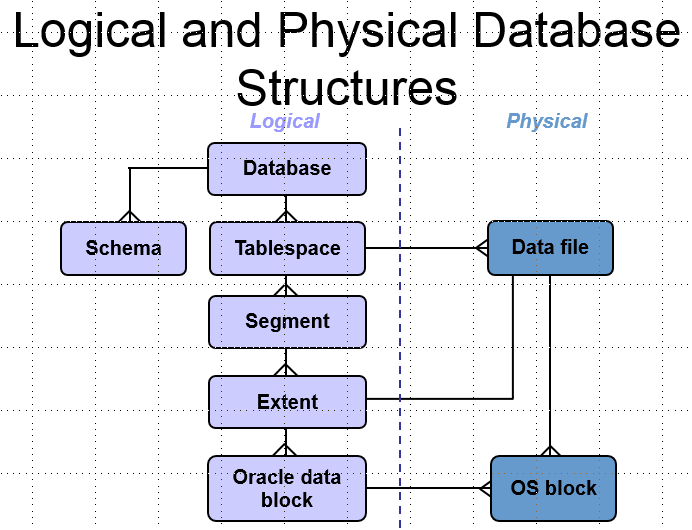 Logical and Physical Database
Structures
Logical
Physical
Database
Schema
Tablespace
Data file
Segment
Extent
Oracle data
block
OS block